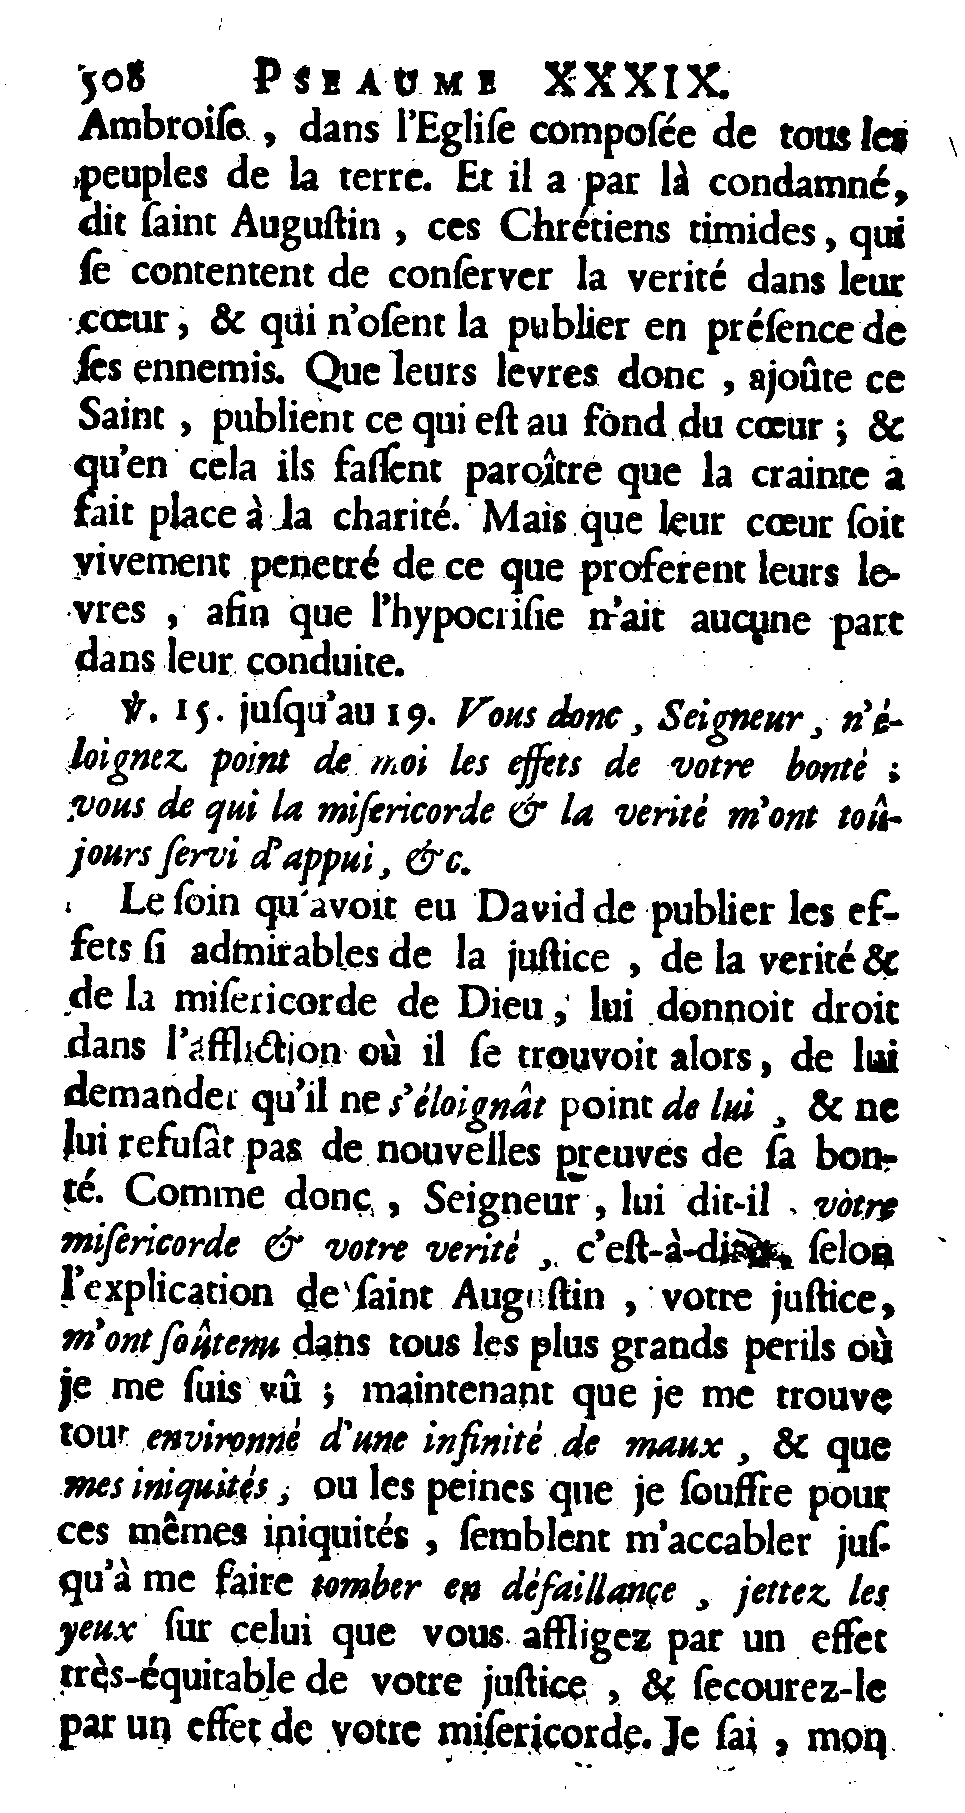 508 PSEAUME XXXIX.
Ambroiſe, dans l'Egliſe compoſée de tous les
peuples de la terre. Et il a par là condamné,
dit ſaint Auguſtin, ces Chrétiens timides, qui
ſe contentent de conſerver la verité dans leur
cœur, & qui n'oſent la publier en préſence de
ſes ennemis. Que leurs levres donc, ajoûte ce
Saint, publient ce qui eſt au fond du cœur; &
qu'en cela ils faſſent paroître que la crainte a
fait place à la charité. Mais que leur cœur ſoit
vivement penetré de ce que proferent leurs le-
vres, afin que l'hypocriſie n'ait aucune part
dans leur conduite.
℣. 15. juſqu'au 19. Vous donc, Seigneur, n'é-
loignez point de moi les effets de votre bonté;
vous de qui la miſericorde & la verité m'ont toû-
jours ſervi d'appui, &c.
Le ſoin qu'avoit eu David de publier les ef-
fets ſi admirables de la juſtice, de la verité &
de la miſericorde de Dieu, lui donnoit droit
dans l'affliction où il ſe trouvoit alors, de lui
demander qu'il ne s'éloignât point de lui, & ne
lui refuſât pas de nouvelles preuves de ſa bon-
té. Comme donc, Seigneur, lui dit-il, votre
miſericorde & votre verité, c'eſt-à-dire, ſelon
l'explication de ſaint Auguſtin, votre juſtice,
m'ont ſoûtenu dans tous les plus grands perils où
je me ſuis vû; maintenant que je me trouve
tout environné d'une infinité de maux, & que
mes iniquités, ou les peines que je ſouffre pour
ces mêmes iniquités, ſemblent m'accabler juſ-
qu'à me faire tomber en défaillance, jettez les
yeux ſur celui que vous affligez par un effet
très-équitable de votre juſtice, & ſecourez-le
par un effet de votre miſericorde. Je ſai, mon